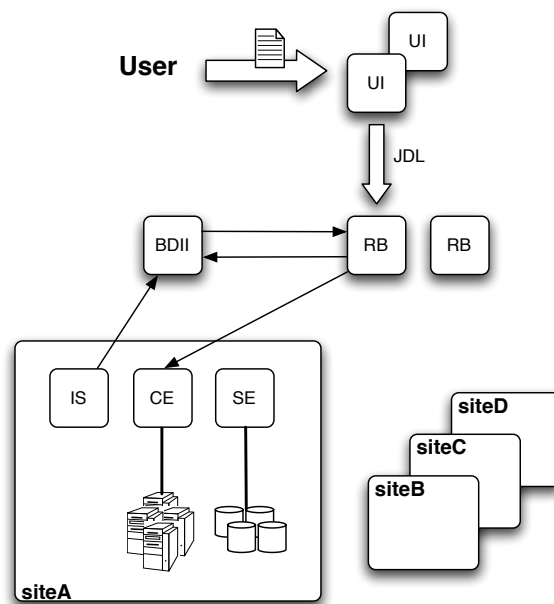 UI
User
UI
JDL
BDII
RB
RB
IS
CE
SE
siteD
siteC
siteB
siteA